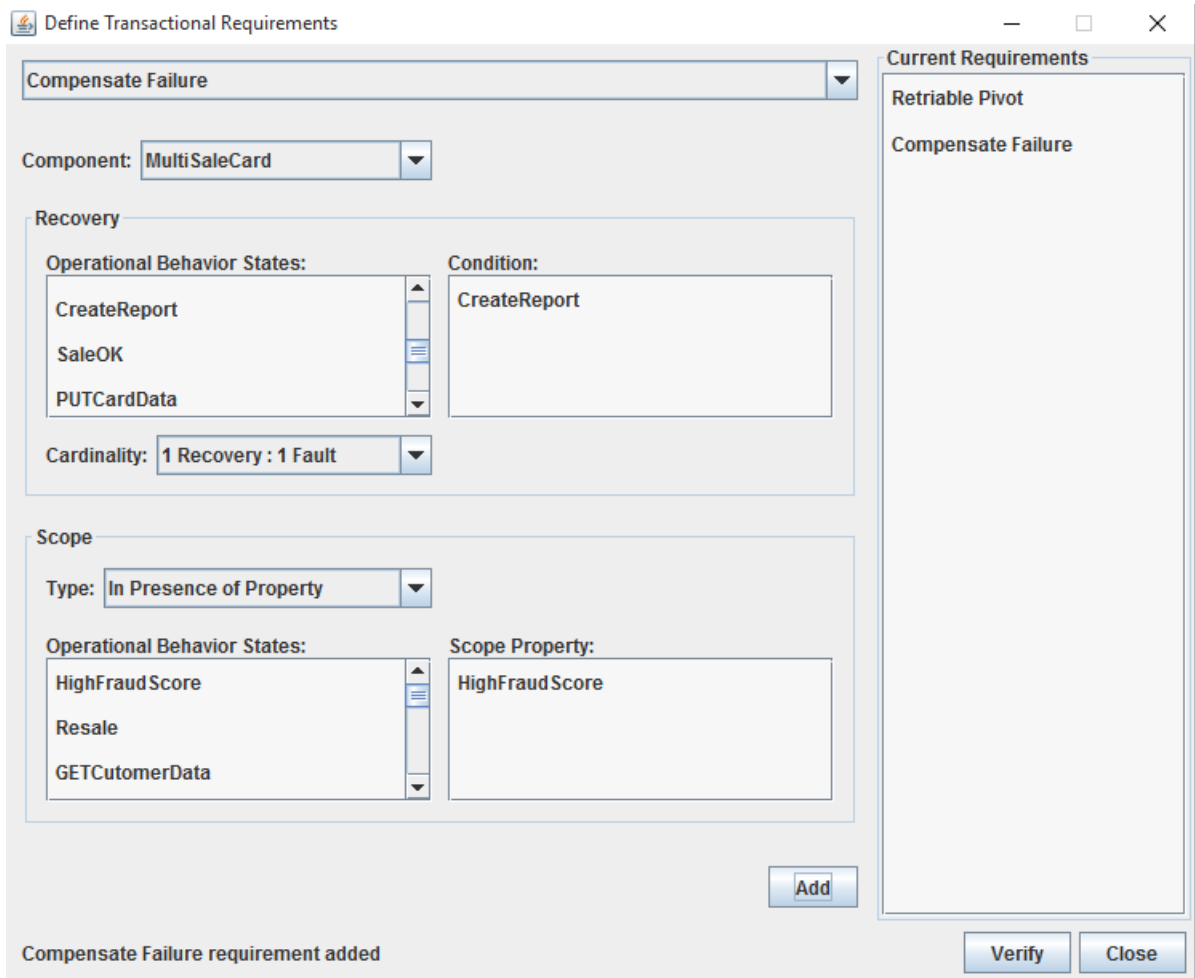 Define Transactional Requirements
Compensate Failure
Component: MultiSaleCard
Recovery
Operational Behavior States:
CreateReport
SaleOK
PUTCardData
Condition:
CreateReport
Cardinality: 1 Recovery : 1 Fault
Scope
Type: In Presence of Property
Operational Behavior States:
HighFraudScore
Resale
GETCutomerData
Scope Property:
HighFraudScore
Add
Compensate Failure requirement added
Current Requirements
Retriable Pivot
Compensate Failure
Verify
Close